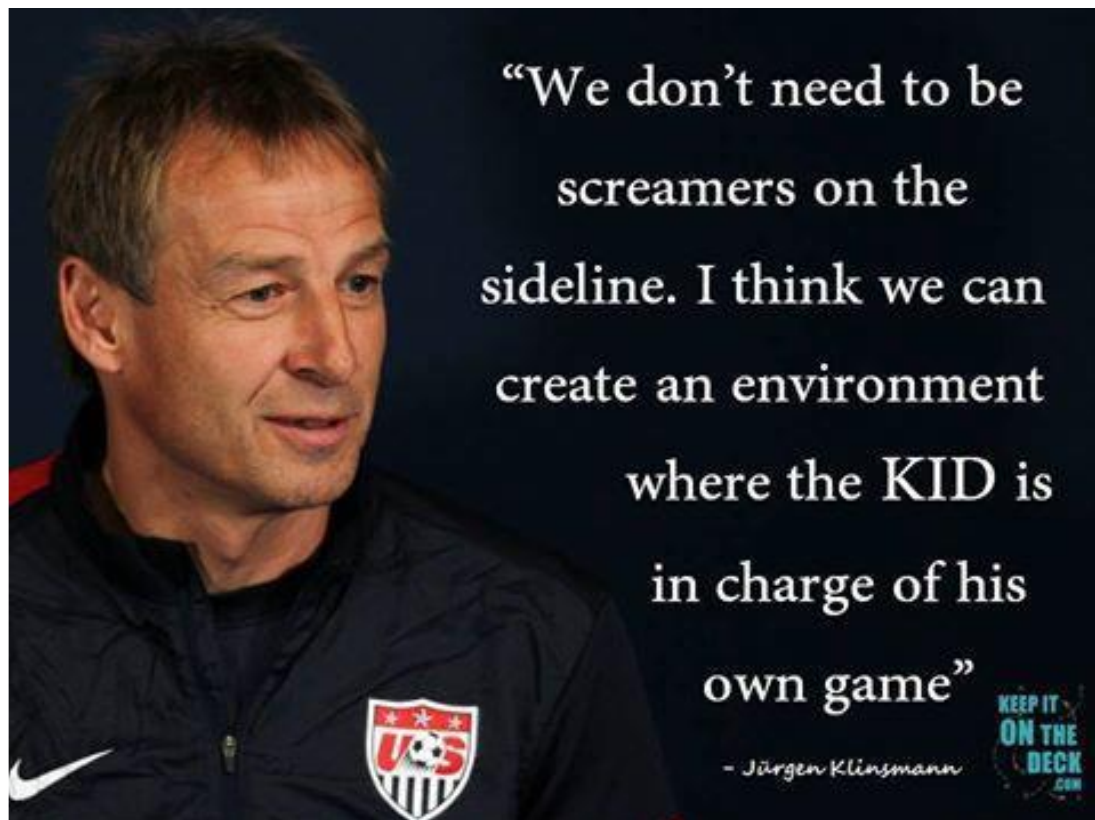 “We don’t need to be
screamers on the
sideline. I think we can
create an environment
where the KID is
in charge of his
own game”
- Jürgen Klinsmann
KEEP IT
ON THE
DECK
.COM
US